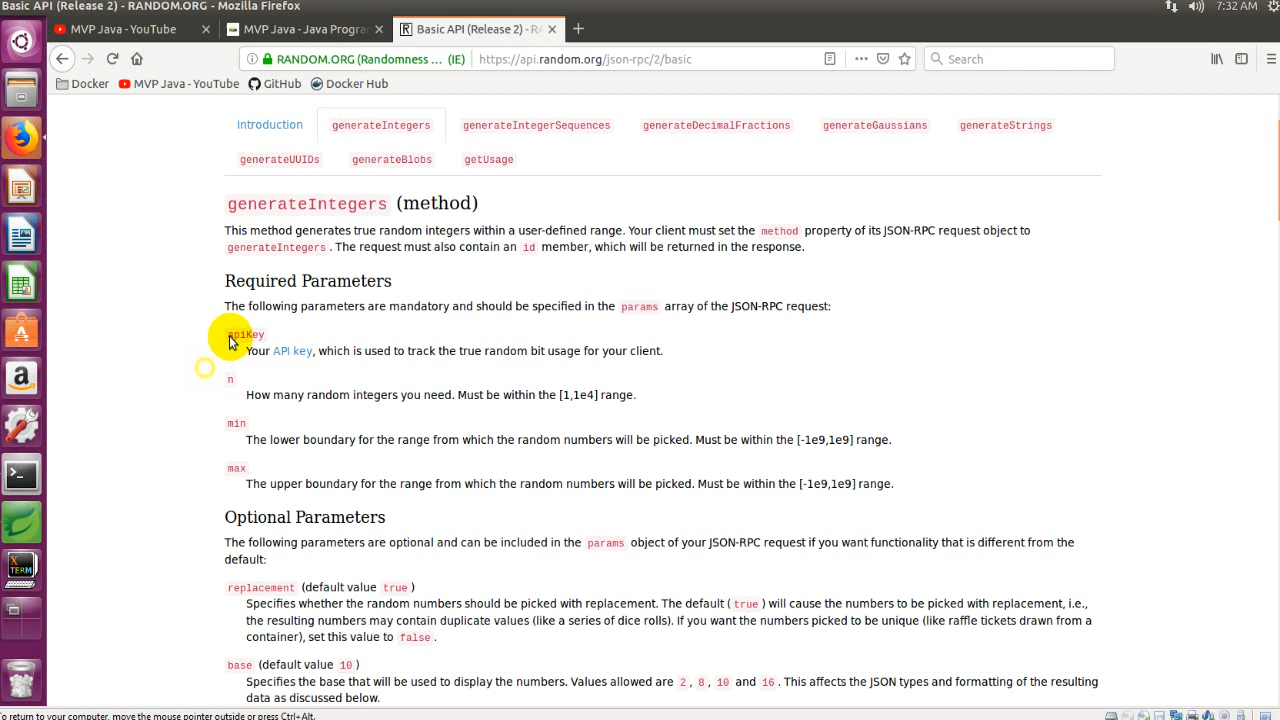 Basic API (Release 2) - RANDOM.ORG - Mozilla Firefox
7:32 AM
MVP Java - YouTube
MVP Java - Java Progra
Basic API (Release 2) - R
RANDOM.ORG (Randomness ... (IE)
https://api.random.org/json-rpc/2/basic
Search
Docker
MVP Java - YouTube
GitHub
Docker Hub
Introduction
generateIntegers
generateIntegerSequences
generateDecimalFractions
generateGaussians
generateStrings
generateUUIDs
generateBlobs
getUsage
generateIntegers (method)
This method generates true random integers within a user-defined range. Your client must set the method property of its JSON-RPC request object to
generateIntegers. The request must also contain an id member, which will be returned in the response.
Required Parameters
The following parameters are mandatory and should be specified in the params array of the JSON-RPC request:
apiKey
Your API key, which is used to track the true random bit usage for your client.
n
How many random integers you need. Must be within the [1,1e4] range.
min
The lower boundary for the range from which the random numbers will be picked. Must be within the [-1e9,1e9] range.
max
The upper boundary for the range from which the random numbers will be picked. Must be within the [-1e9,1e9] range.
Optional Parameters
The following parameters are optional and can be included in the params object of your JSON-RPC request if you want functionality that is different from the
default:
replacement (default value true)
Specifies whether the random numbers should be picked with replacement. The default (true) will cause the numbers to be picked with replacement, i.e.,
the resulting numbers may contain duplicate values (like a series of dice rolls). If you want the numbers picked to be unique (like raffle tickets drawn from a
container), set this value to false.
base (default value 10)
Specifies the base that will be used to display the numbers. Values allowed are 2, 8, 10 and 16. This affects the JSON types and formatting of the resulting
data as discussed below.
To return to your computer, move the mouse pointer outside or press Ctrl+Alt.